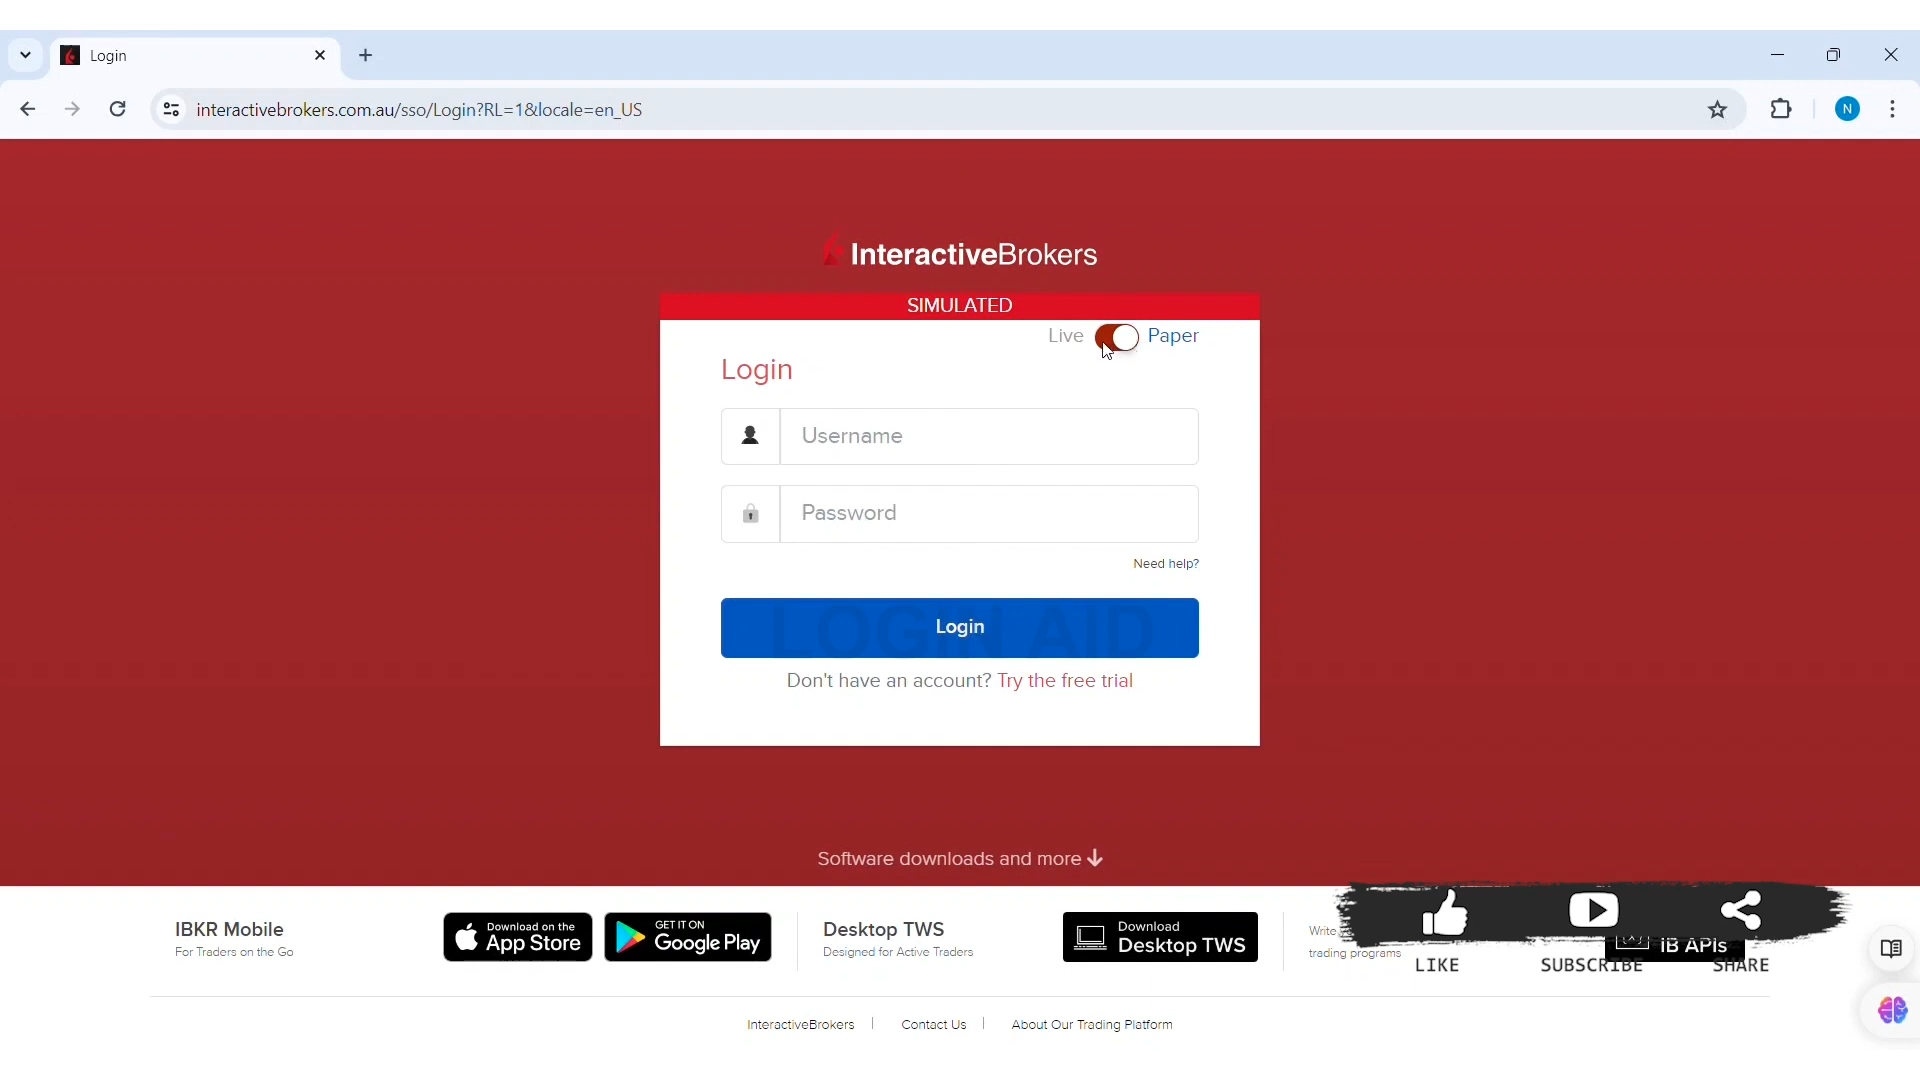 Login
interactivebrokers.com.au/sso/Login?RL=1&locale=en_US
N
InteractiveBrokers
SIMULATED
Live Paper
Login
Username
Password
Need help?
Login
LOGIN AID
Don't have an account? Try the free trial
Software downloads and more
IBKR Mobile
For Traders on the Go
Download on the
App Store
GET IT ON
Google Play
Desktop TWS
Designed for Active Traders
Download
Desktop TWS
Write
trading programs
IB APIs
LIKE SUBSCRIBE SHARE
InteractiveBrokers
Contact Us
About Our Trading Platform